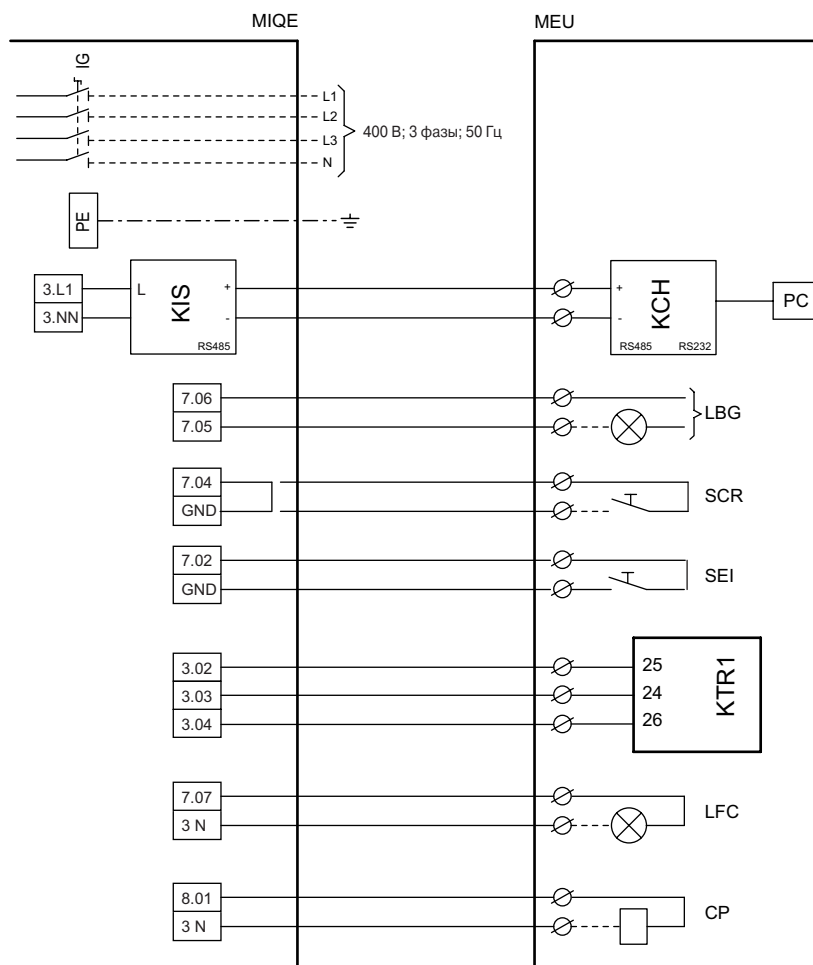 MIQE MEU
IG
L1
L2
L3
N
400 В; 3 фазы; 50 Гц
PE
3.L1
3.NN
L
KIS
+
-
RS485
+
-
KCH
RS485 RS232
PC
7.06
7.05
LBG
7.04
GND
SCR
7.02
GND
SEI
3.02
3.03
3.04
25
24
26
KTR1
7.07
3 N
LFC
8.01
3 N
CP